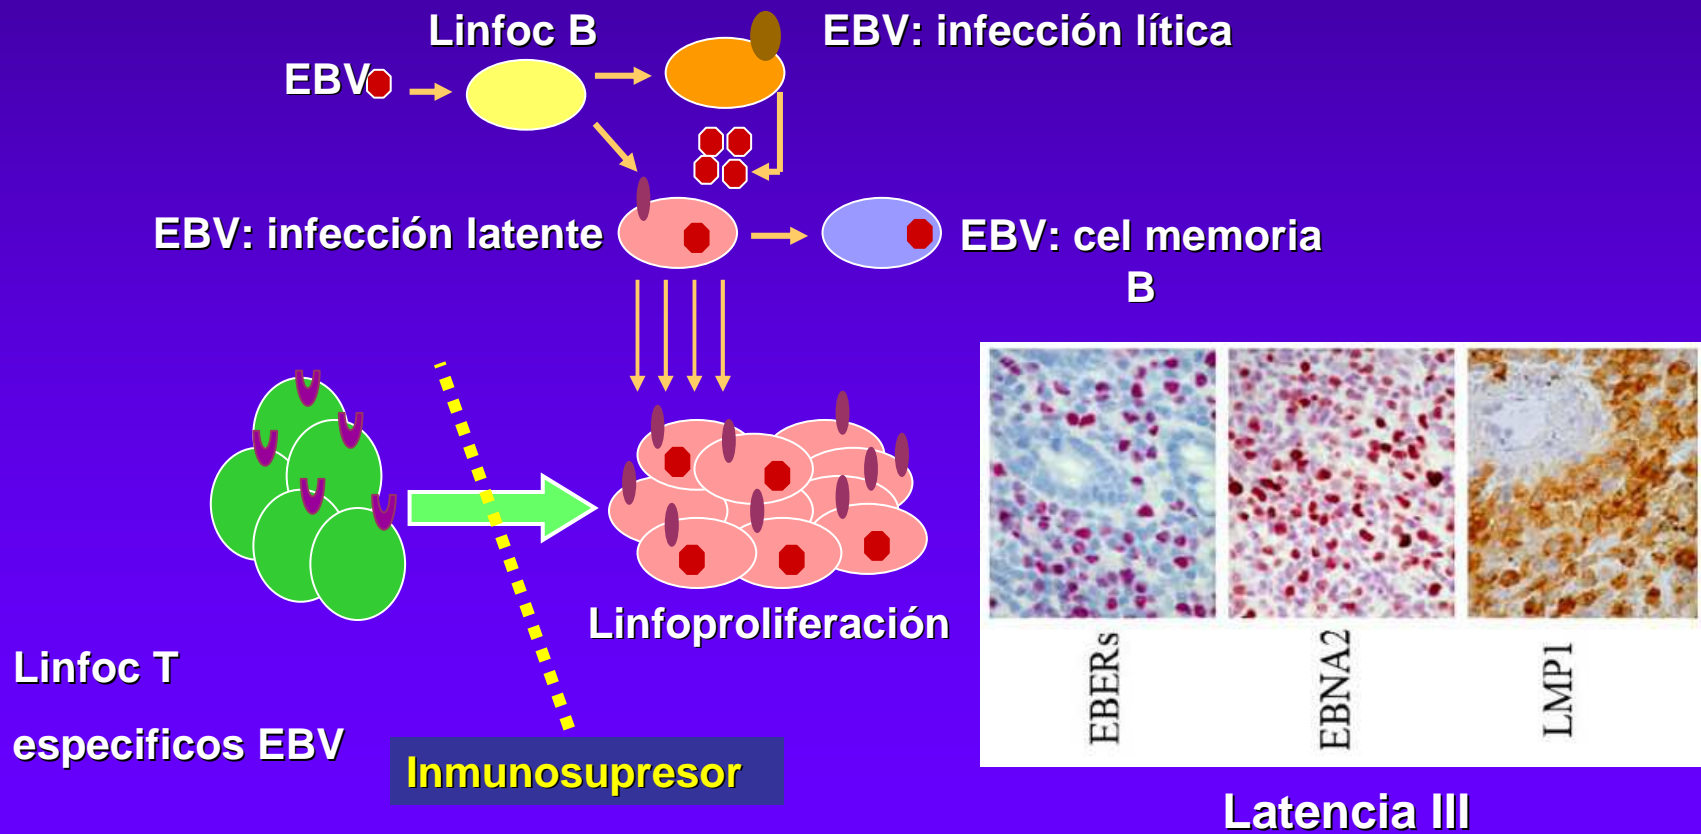 Linfoc B
EBV: infección lítica
EBV
EBV: infección latente
EBV: cel memoria
B
Linfoproliferación
Linfoc T
especificos EBV
Inmunosupresor
EBERs
EBNA2
LMP1
Latencia III